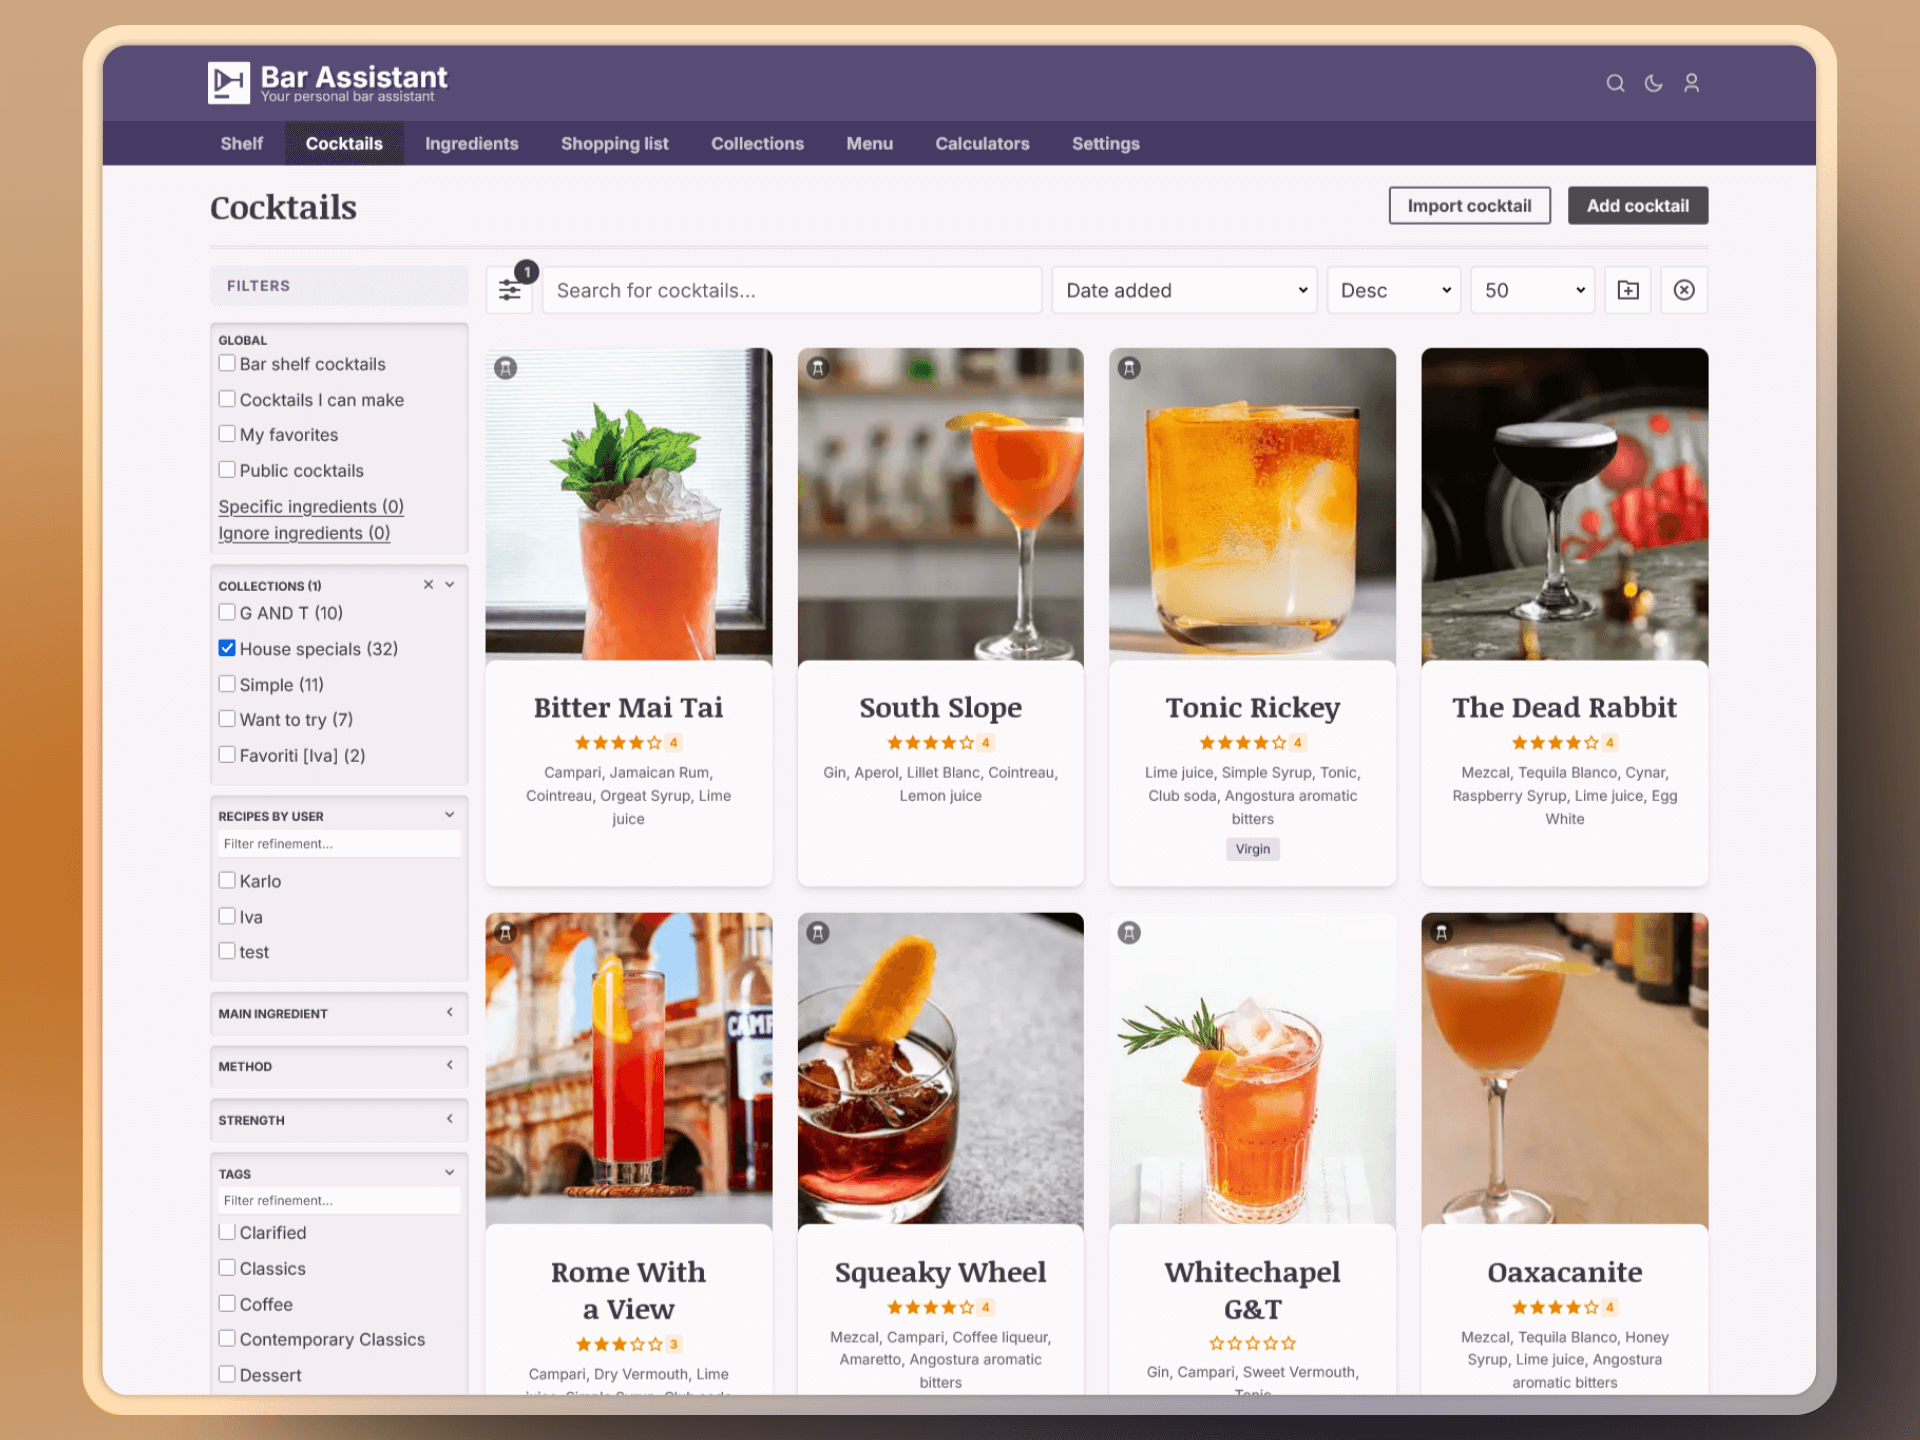 Bar Assistant
Your personal bar assistant
Shelf
Cocktails
Ingredients
Shopping list
Collections
Menu
Calculators
Settings
Cocktails
Import cocktail
Add cocktail
FILTERS
1
Search for cocktails...
Date added
Desc
50
GLOBAL
Bar shelf cocktails
Cocktails I can make
My favorites
Public cocktails
Specific ingredients (0)
Ignore ingredients (0)
COLLECTIONS (1)
G AND T (10)
House specials (32)
Simple (11)
Want to try (7)
Favoriti [Iva] (2)
RECIPES BY USER
Filter refinement...
Karlo
Iva
test
MAIN INGREDIENT
METHOD
STRENGTH
TAGS
Filter refinement...
Clarified
Classics
Coffee
Contemporary Classics
Dessert
Bitter Mai Tai
4
Campari, Jamaican Rum,
Cointreau, Orgeat Syrup, Lime
juice
South Slope
4
Gin, Aperol, Lillet Blanc, Cointreau,
Lemon juice
Tonic Rickey
4
Lime juice, Simple Syrup, Tonic,
Club soda, Angostura aromatic
bitters
Virgin
The Dead Rabbit
4
Mezcal, Tequila Blanco, Cynar,
Raspberry Syrup, Lime juice, Egg
White
CAMP
Rome With
a View
3
Campari, Dry Vermouth, Lime
juice, Simple Syrup, Club soda
Squeaky Wheel
4
Mezcal, Campari, Coffee liqueur,
Amaretto, Angostura aromatic
bitters
Whitechapel
G&T
Gin, Campari, Sweet Vermouth,
Tonic
Oaxacanite
4
Mezcal, Tequila Blanco, Honey
Syrup, Lime juice, Angostura
aromatic bitters